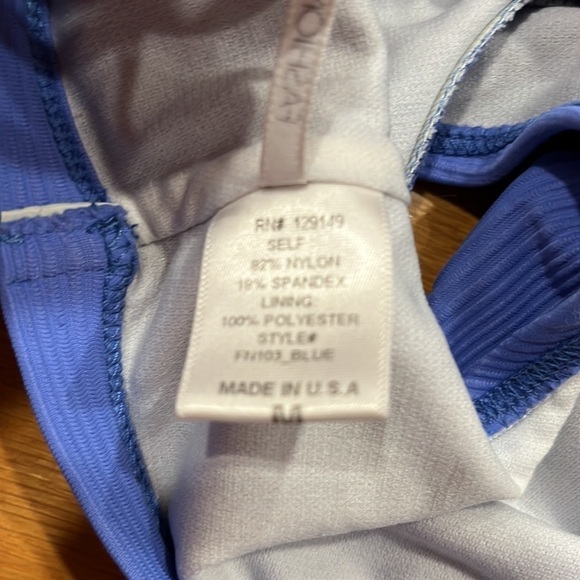 RN# 129149
SELF:
82% NYLON
18% SPANDEX
LINING:
100% POLYESTER
STYLE#
FN103_BLUE
MADE IN U.S.A
M